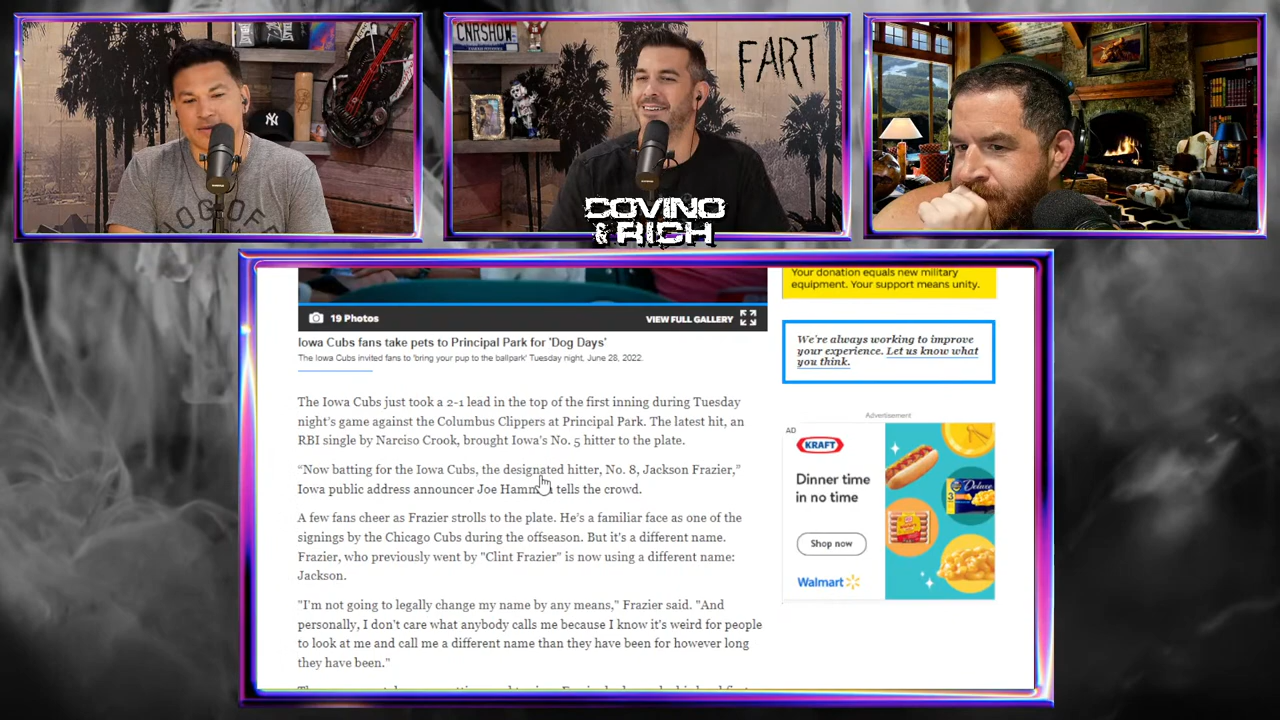 CNRSHOW
FART
COVINO
& RICH
19 Photos
VIEW FULL GALLERY
Iowa Cubs fans take pets to Principal Park for 'Dog Days'
The Iowa Cubs invited fans to 'bring your pup to the ballpark' Tuesday night, June 28, 2022.
The Iowa Cubs just took a 2-1 lead in the top of the first inning during Tuesday
night's game against the Columbus Clippers at Principal Park. The latest hit, an
RBI single by Narciso Crook, brought Iowa's No. 5 hitter to the plate.
“Now batting for the Iowa Cubs, the designated hitter, No. 8, Jackson Frazier,”
Iowa public address announcer Joe tells the crowd.
A few fans cheer as Frazier strolls to the plate. He's a familiar face as one of the
signings by the Chicago Cubs during the offseason. But it's a different name.
Frazier, who previously went by "Clint Frazier" is now using a different name:
Jackson.
"I'm not going to legally change my name by any means," Frazier said. "And
personally, I don't care what anybody calls me because I know it's weird for people
to look at me and call me a different name than they have been for however long
they have been."
Your donation equals new military
equipment. Your support means unity.
We're always working to improve
your experience. Let us know what
you think.
Advertisement
AD
KRAFT
Dinner time
in no time
Shop now
Walmart
Deluxe